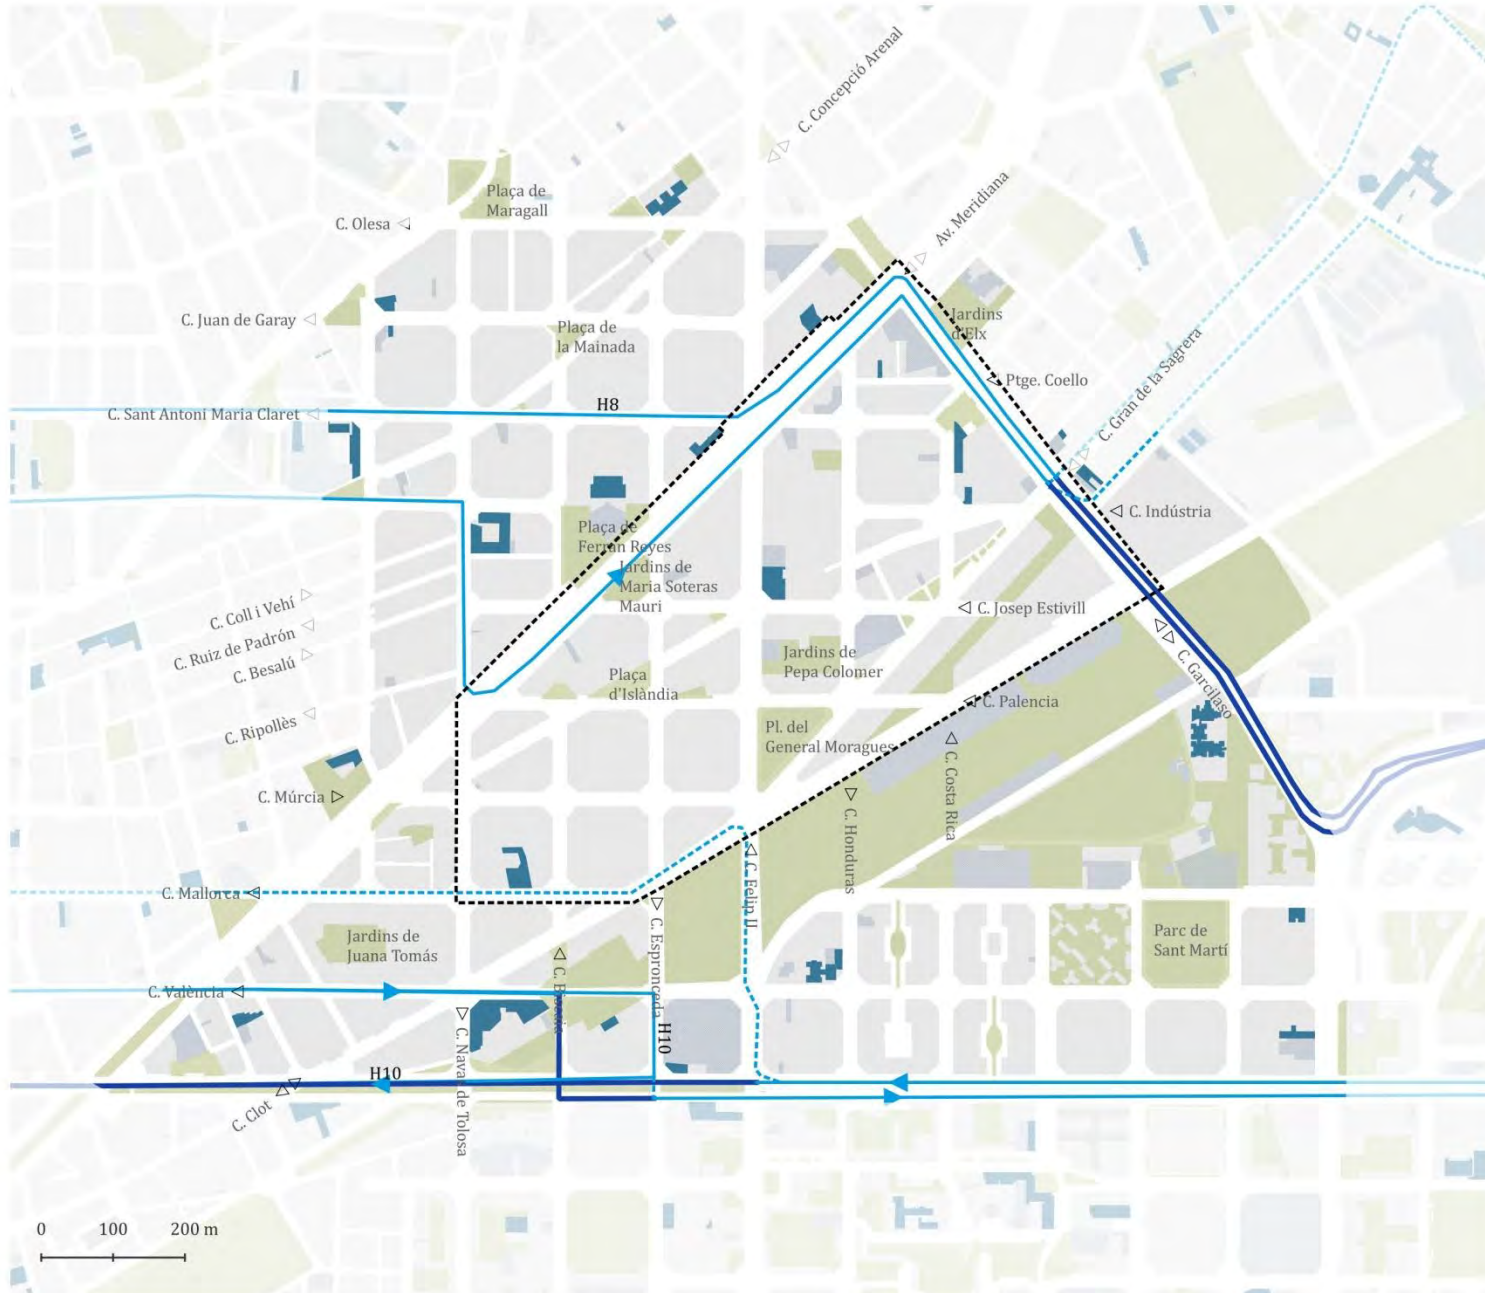 C. Concepció Arenal
Plaça de
Maragall
Av. Meridiana
C. Olesa
C. Juan de Garay
Plaça de
la Mainada
Jardins
d'Elx
Ptge. Coello
C. Gran de la Sagrera
C. Sant Antoni Maria Claret
H8
C. Indústria
Plaça de
Ferran Reyes
Jardins de
Maria Soteras
Mauri
C. Coll i Vehí
C. Ruiz de Padrón
C. Besalú
C. Josep Estivill
Jardins de
Pepa Colomer
Plaça
d'Islàndia
C. Garcilaso
C. Palencia
C. Ripollès
Pl. del
General Moragues
C. Costa Rica
C. Múrcia
C. Honduras
C. Mallorca
C. Felip II
C. Espronceda
Jardins de
Juana Tomás
Parc de
Sant Martí
C. València
C. Navas de Tolosa
H10
H10
C. Clot
0 100 200 m